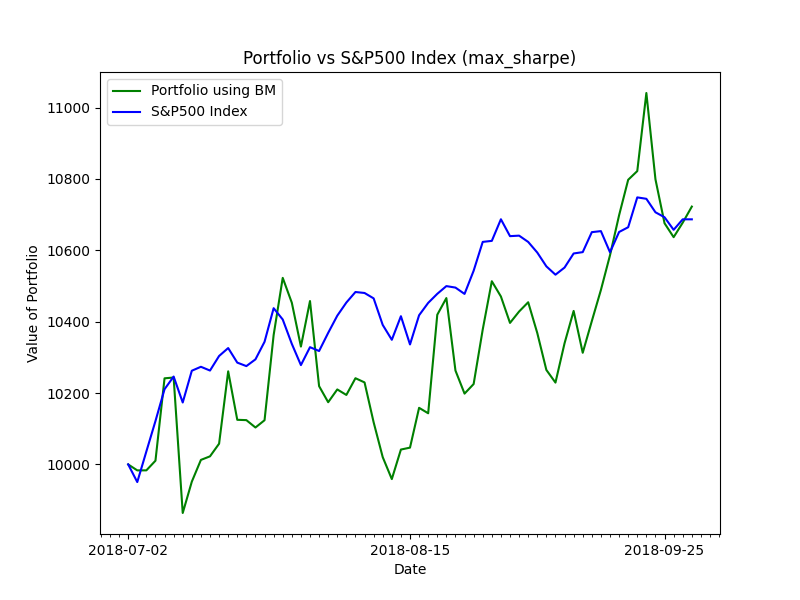 Portfolio vs S&P500 Index (max_sharpe)
Portfolio using BM
S&P500 Index
11000
10800
10600
10400
10200
10000
Value of Portfolio
2018-07-02
2018-08-15
2018-09-25
Date